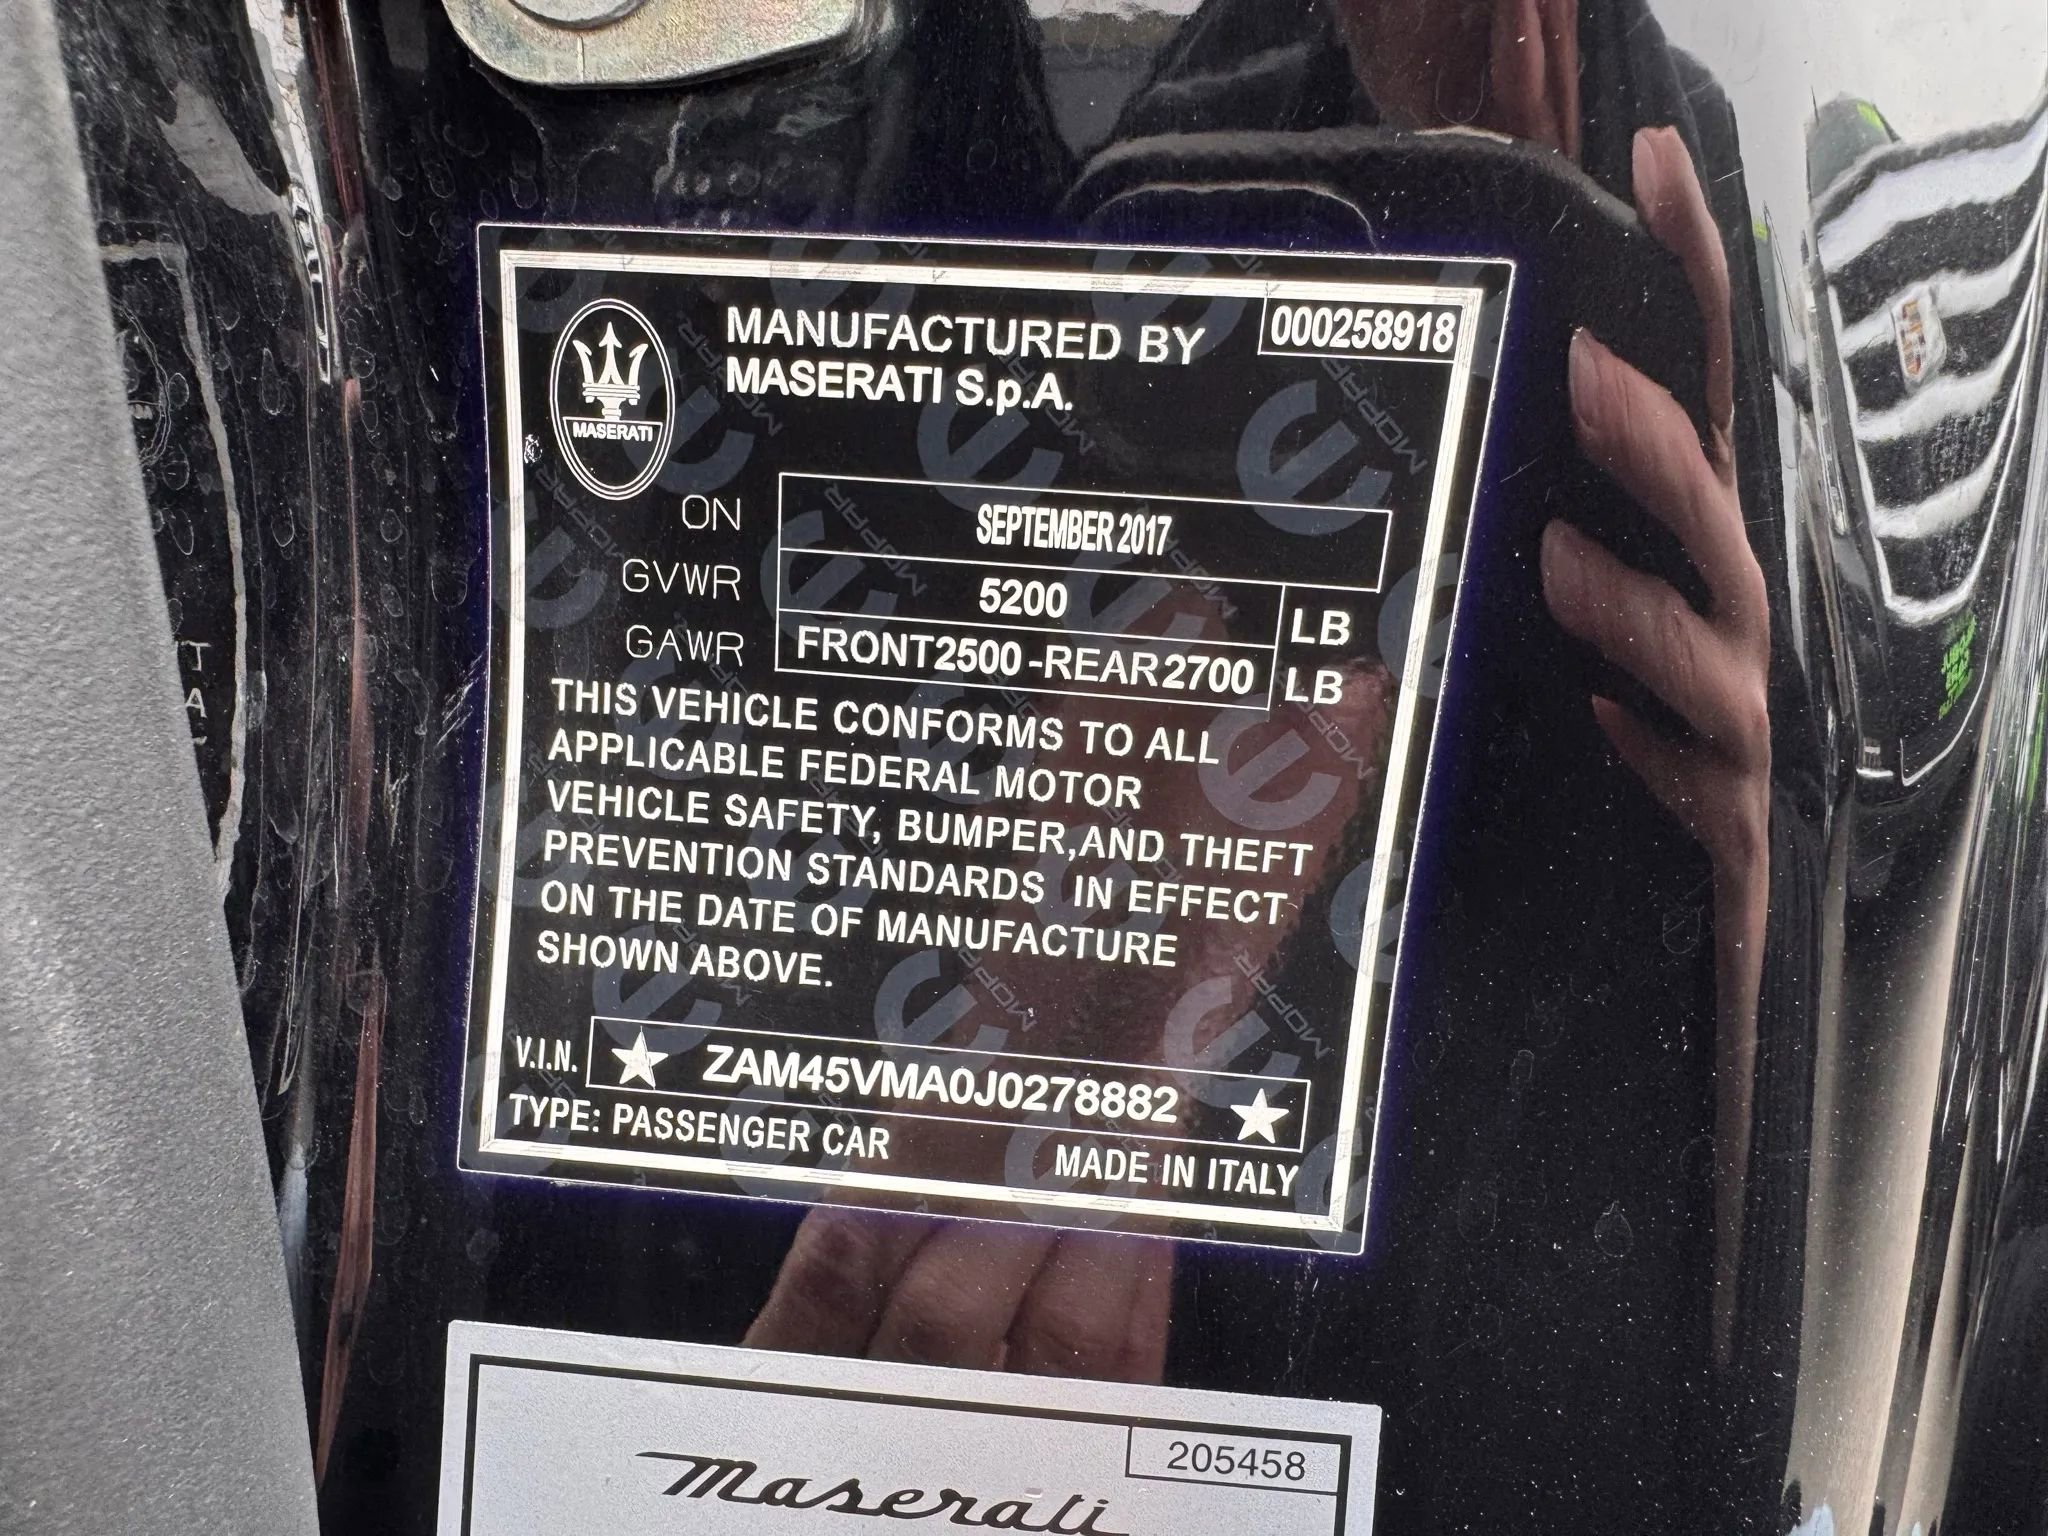 MANUFACTURED BY
000258918
MASERATI S.p.A.
MASERATI
ON
SEPTEMBER 2017
GVWR
5200
LB
GAWR
FRONT2500-REAR2700
LB
THIS VEHICLE CONFORMS TO ALL
APPLICABLE FEDERAL MOTOR
VEHICLE SAFETY, BUMPER,AND THEFT
PREVENTION STANDARDS IN EFFECT
ON THE DATE OF MANUFACTURE
SHOWN ABOVE.
V.I.N.
★ ZAM45VMA0J0278882 ★
TYPE: PASSENGER CAR
MADE IN ITALY
MOPAR
205458
Maserati